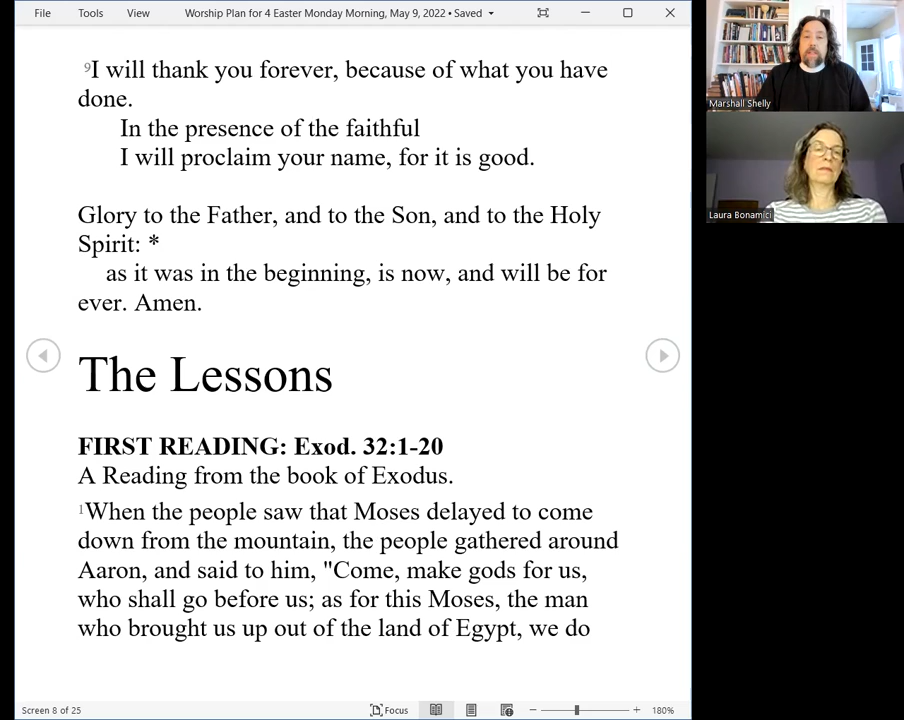 File Tools View Worship Plan for 4 Easter Monday Morning, May 9, 2022 • Saved
9I will thank you forever, because of what you have
done.
In the presence of the faithful
I will proclaim your name, for it is good.
Glory to the Father, and to the Son, and to the Holy
Spirit: *
as it was in the beginning, is now, and will be for
ever. Amen.
The Lessons
FIRST READING: Exod. 32:1-20
A Reading from the book of Exodus.
1When the people saw that Moses delayed to come
down from the mountain, the people gathered around
Aaron, and said to him, "Come, make gods for us,
who shall go before us; as for this Moses, the man
who brought us up out of the land of Egypt, we do
Screen 8 of 25 Focus 180%
Marshall Shelly
Laura Bonamici